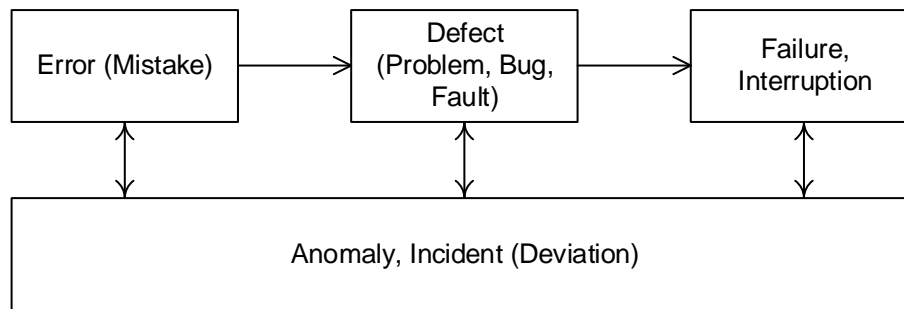 Error (Mistake)
Defect
(Problem, Bug,
Fault)
Failure,
Interruption
Anomaly, Incident (Deviation)